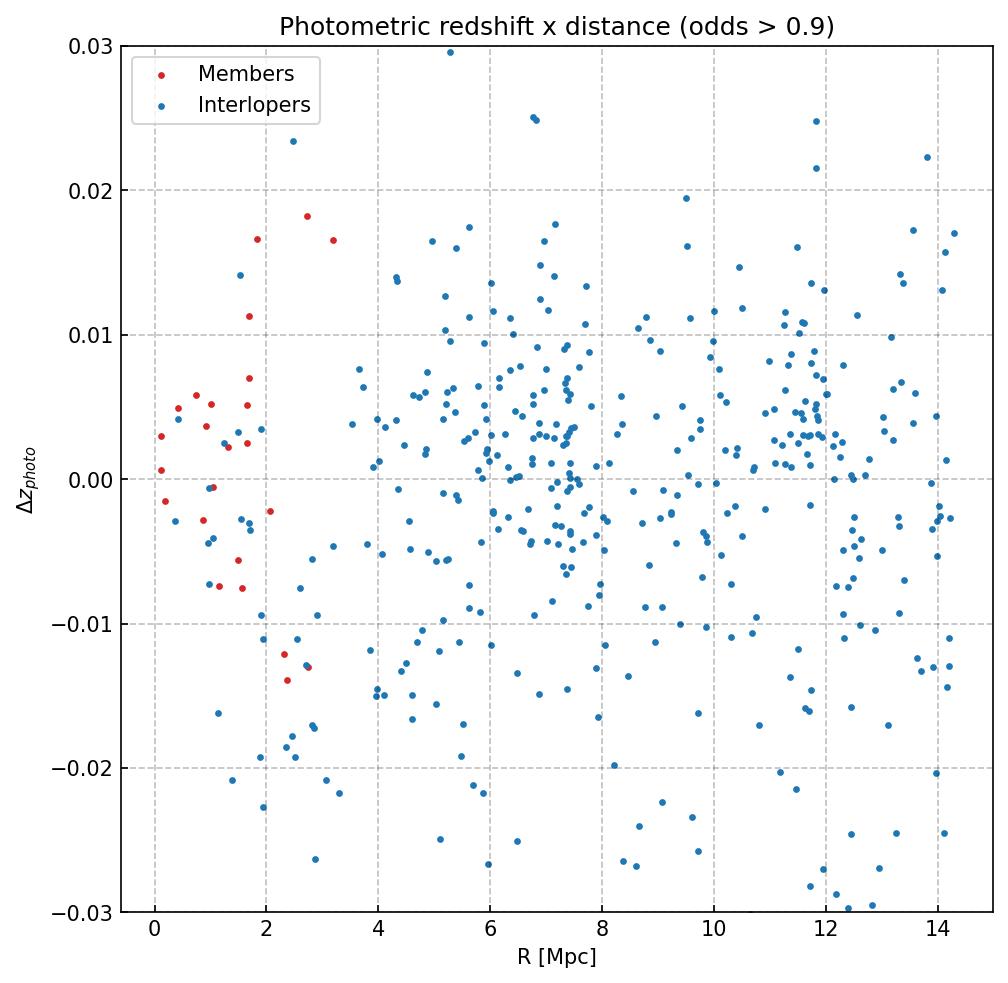 Photometric redshift x distance (odds > 0.9)
Members
Interlopers
0.03
0.02
0.01
0.00
−0.01
−0.02
−0.03
Δz_photo
0 2 4 6 8 10 12 14
R [Mpc]